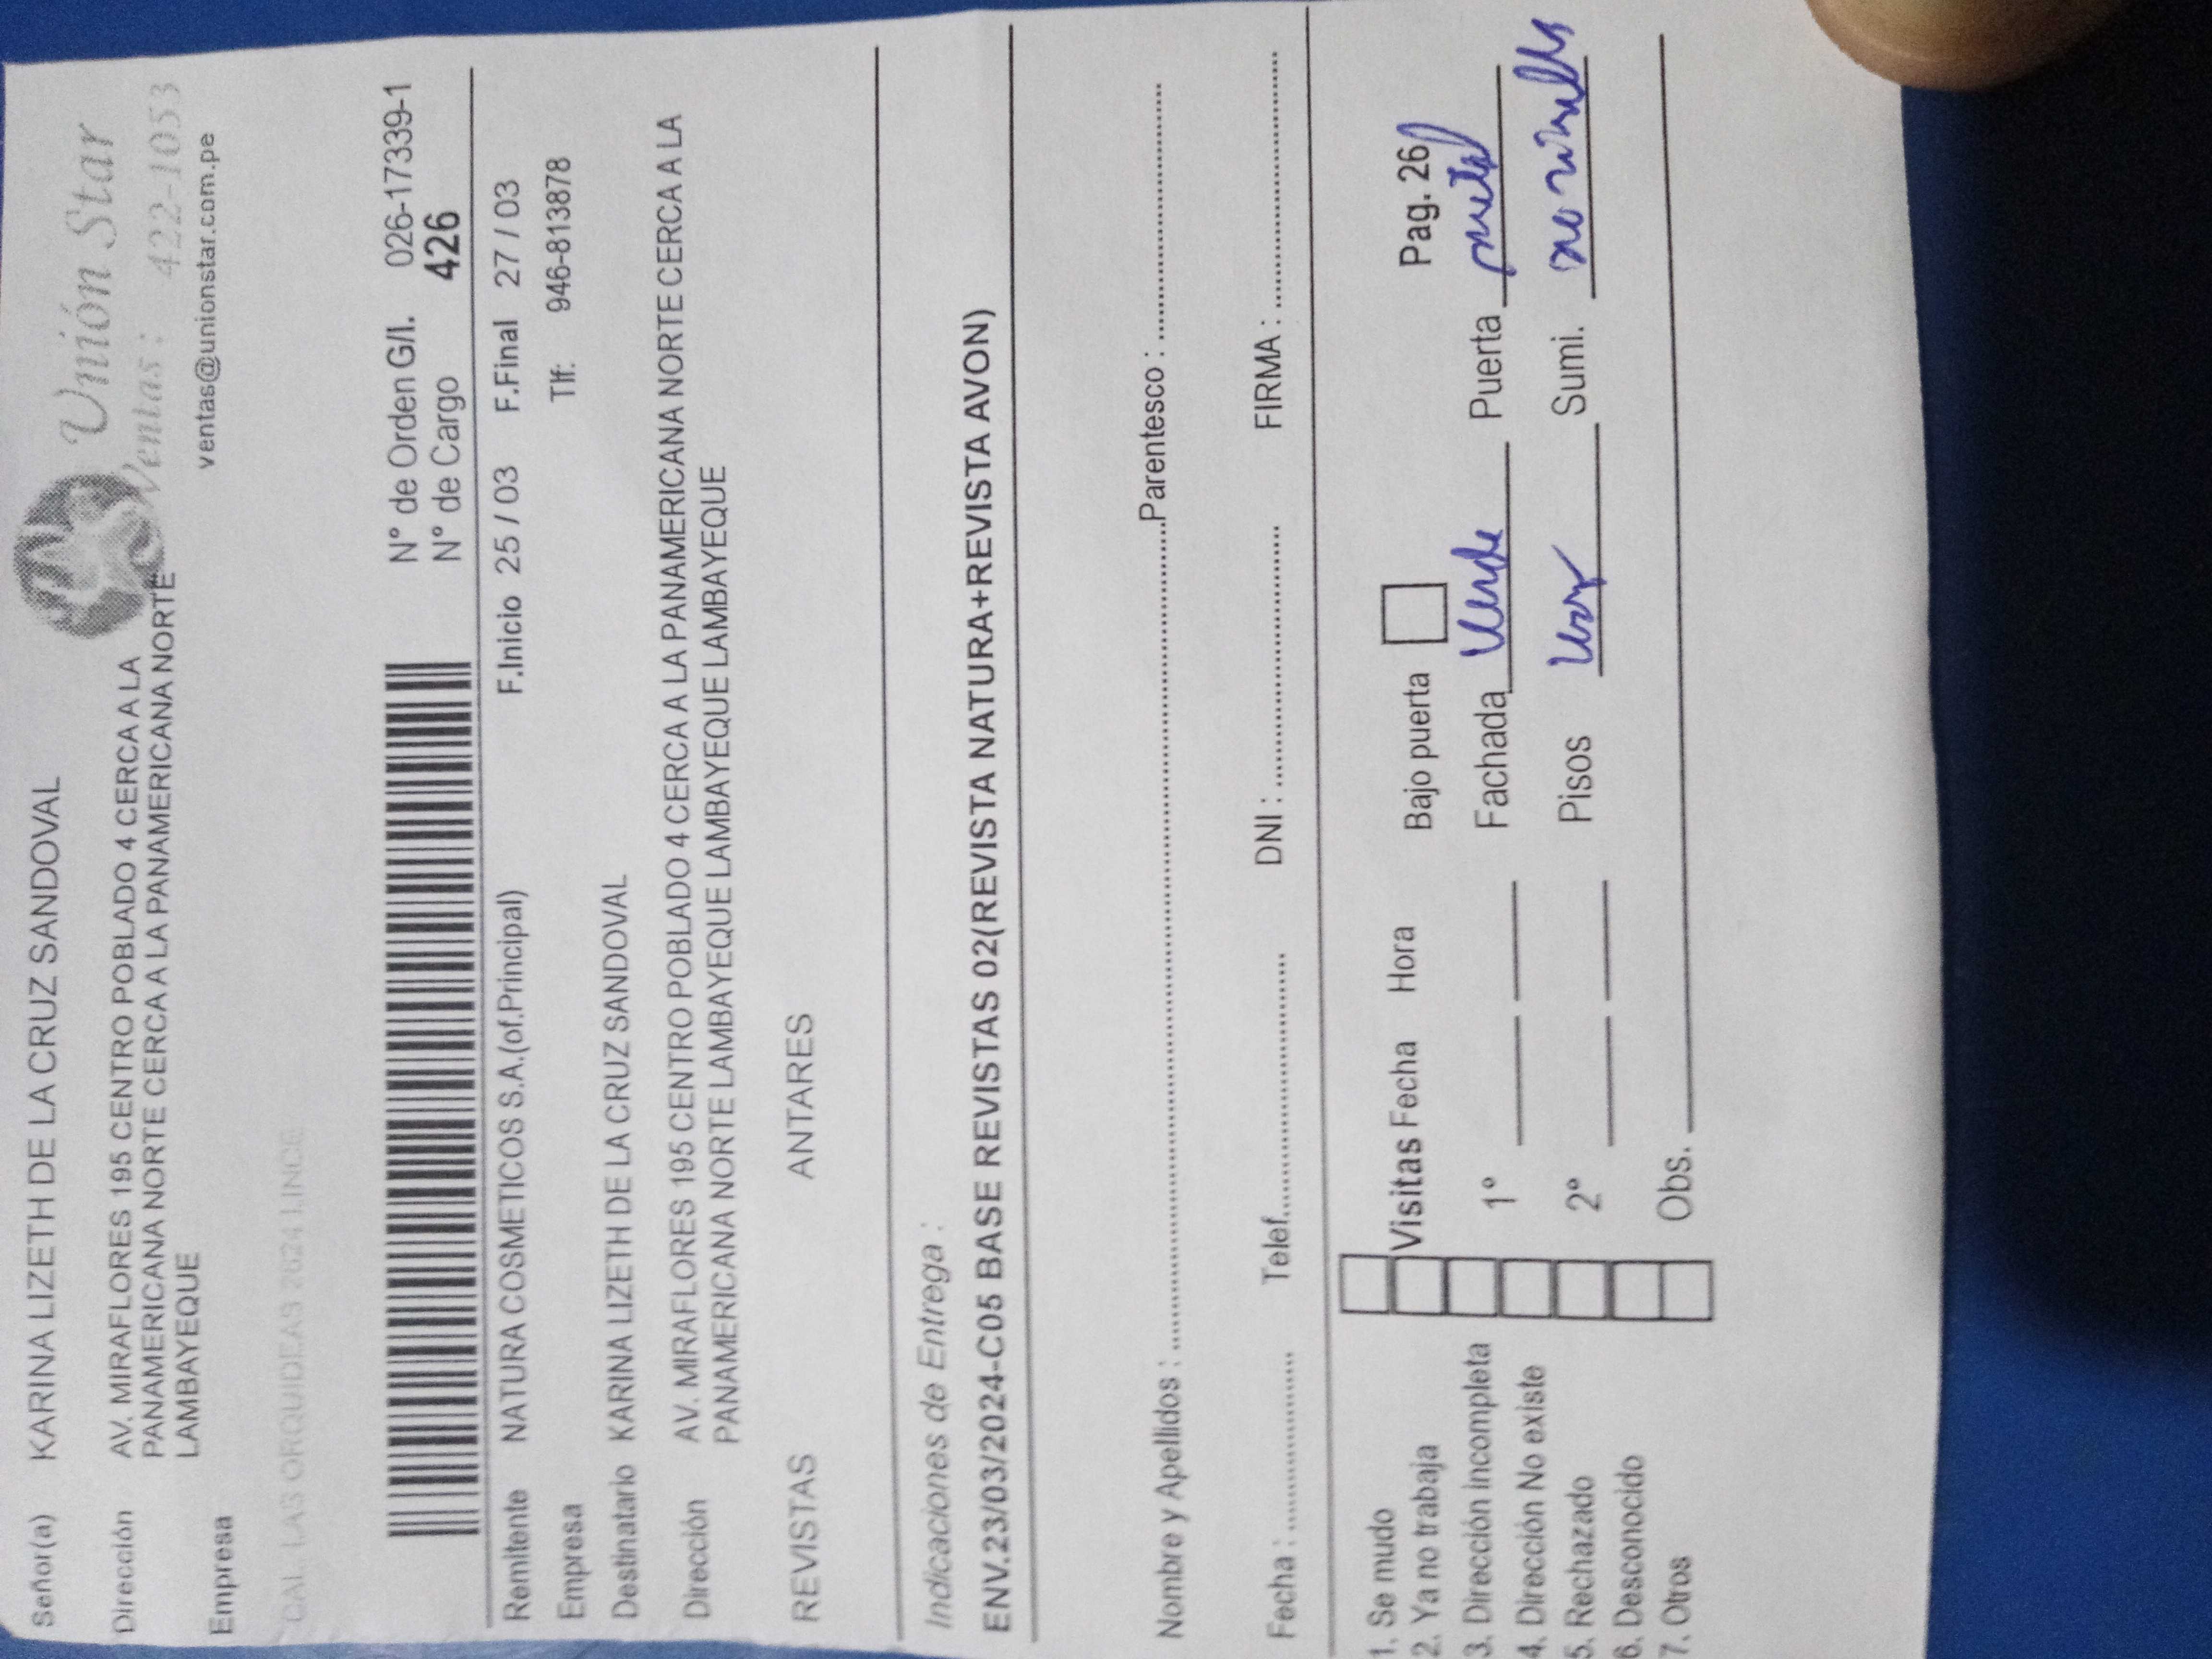 Señor(a) KARINA LIZETH DE LA CRUZ SANDOVAL
Unión Star
Ventas : 422-1053
ventas@unionstar.com.pe
Dirección AV. MIRAFLORES 195 CENTRO POBLADO 4 CERCA A LA
PANAMERICANA NORTE CERCA A LA PANAMERICANA NORTE
LAMBAYEQUE
Empresa
CAL. LAS ORQUIDEAS 2624 LINCE
N° de Orden G/I. 026-17339-1
N° de Cargo 426
Remitente NATURA COSMETICOS S.A.(of.Principal) F.Inicio 25 / 03 F.Final 27 / 03
Empresa Tlf: 946-813878
Destinatario KARINA LIZETH DE LA CRUZ SANDOVAL
Dirección AV. MIRAFLORES 195 CENTRO POBLADO 4 CERCA A LA PANAMERICANA NORTE CERCA A LA
PANAMERICANA NORTE LAMBAYEQUE LAMBAYEQUE LAMBAYEQUE
REVISTAS ANTARES
Indicaciones de Entrega :
ENV.23/03/2024-C05 BASE REVISTAS 02(REVISTA NATURA+REVISTA AVON)
Nombre y Apellidos : Parentesco :
Fecha : Telef. DNI : FIRMA :
1. Se mudo
2. Ya no trabaja
3. Dirección incompleta
4. Dirección No existe
5. Rechazado
6. Desconocido
7. Otros
Visitas Fecha Hora Bajo puerta Pag. 26
1° Fachada Verde Puerta
2° Pisos Sumi.
Obs.